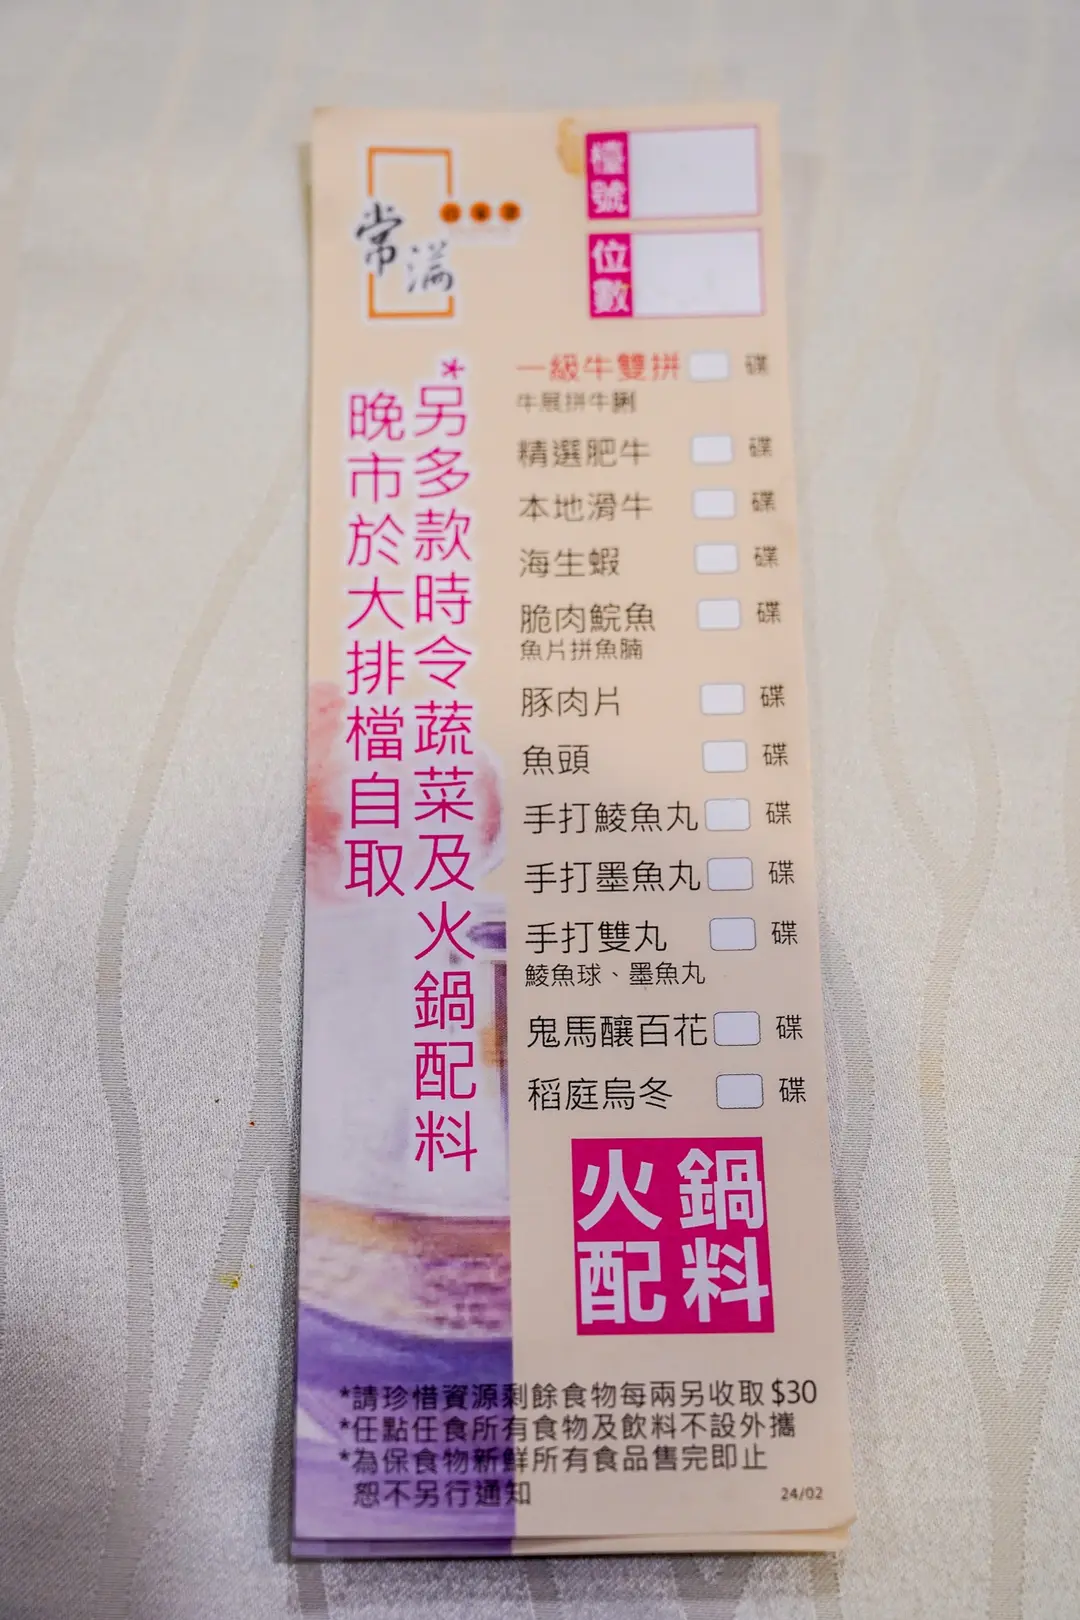 常溢
檯號
位數
*另多款時令蔬菜及火鍋配料
晚市於大排檔自取
一級牛雙拼 碟
牛展拼牛脷
精選肥牛 碟
本地滑牛 碟
海生蝦 碟
脆肉鯇魚 碟
魚片拼魚腩
豚肉片 碟
魚頭 碟
手打鯪魚丸 碟
手打墨魚丸 碟
手打雙丸 碟
鯪魚球、墨魚丸
鬼馬釀百花 碟
稻庭烏冬 碟
火鍋
配料
*請珍惜資源剩餘食物每兩另收取$30
*任點任食所有食物及飲料不設外攜
*為保食物新鮮所有食品售完即止
恕不另行通知
24/02